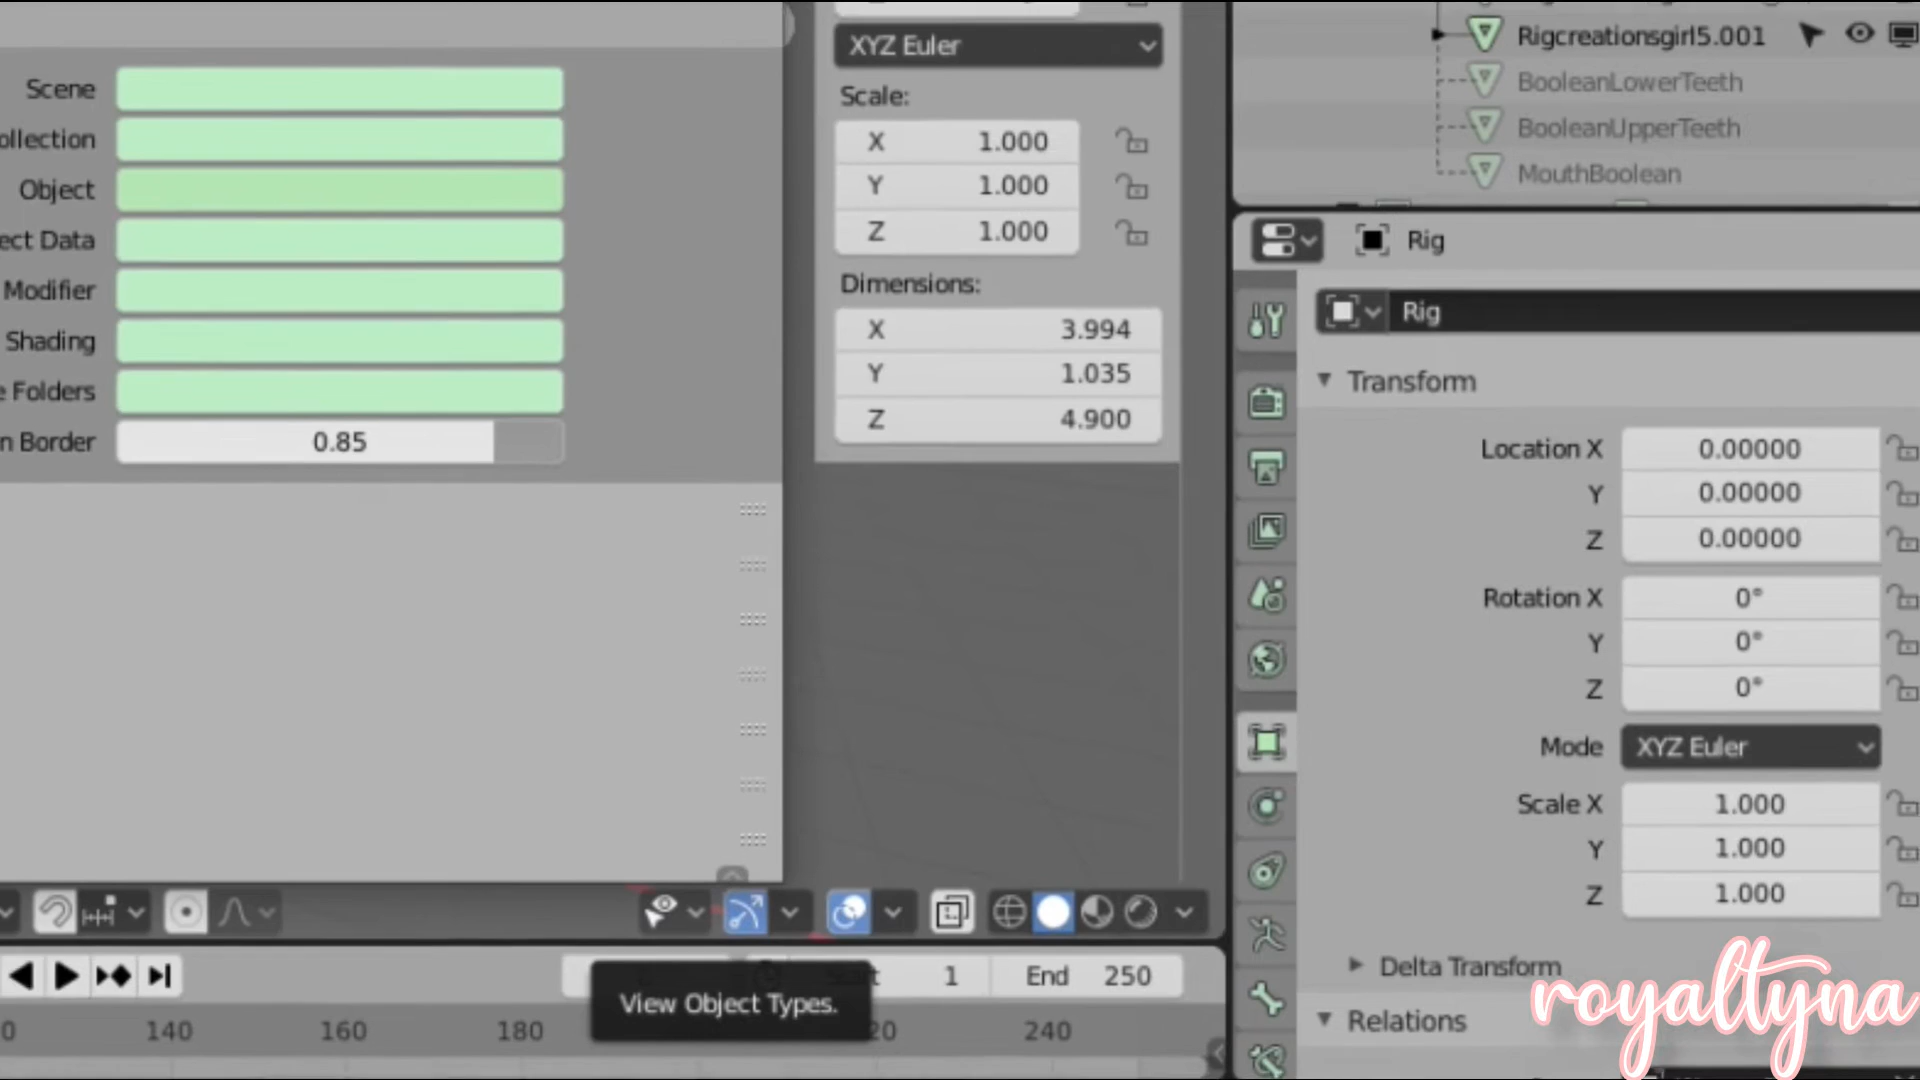 Scene
ollection
Object
ect Data
Modifier
Shading
e Folders
n Border
0.85
XYZ Euler
Scale:
X 1.000
Y 1.000
Z 1.000
Dimensions:
X 3.994
Y 1.035
Z 4.900
Rigcreationsgirl5.001
BooleanLowerTeeth
BooleanUpperTeeth
MouthBoolean
Rig
Rig
Transform
Location X 0.00000
Y 0.00000
Z 0.00000
Rotation X 0°
Y 0°
Z 0°
Mode XYZ Euler
Scale X 1.000
Y 1.000
Z 1.000
Delta Transform
Relations
Start 1 End 250
View Object Types.
0 140 160 180 20 240
royaltyna